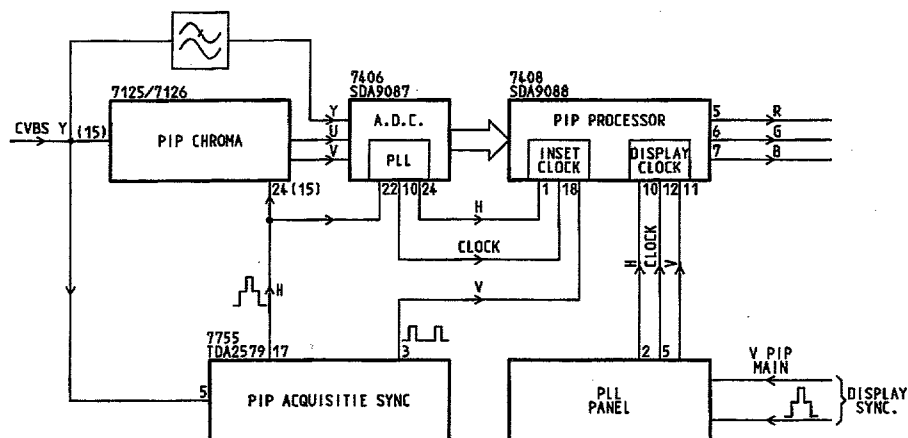 7125/7126
7406
SDA9087
7408
SDA9088
CVBS Y (15)
PIP CHROMA
Y
U
V
A.D.C.
PLL
PIP PROCESSOR
INSET
CLOCK
DISPLAY
CLOCK
5 R
6 G
7 B
24(15)
22 10 24
1 18
10 12 11
H
CLOCK
V
H
H
CLOCK
V
7755
TDA2579
17
3
5
PIP ACQUISITIE SYNC
2 5
PLL
PANEL
V PIP
MAIN
DISPLAY
SYNC.